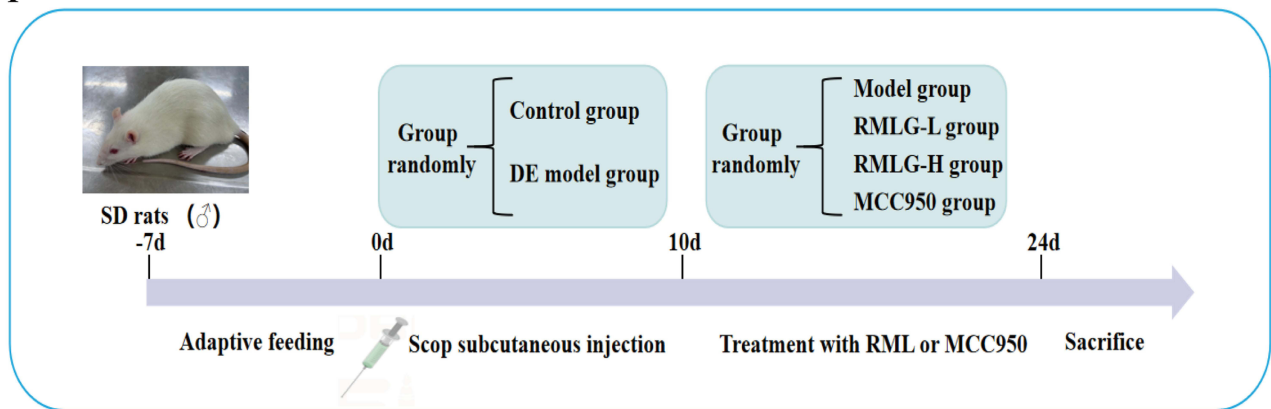 SD rats (♂)
Group
randomly
Control group
DE model group
Group
randomly
Model group
RMLG-L group
RMLG-H group
MCC950 group
-7d
0d
10d
24d
Adaptive feeding
Scop subcutaneous injection
Treatment with RML or MCC950
Sacrifice